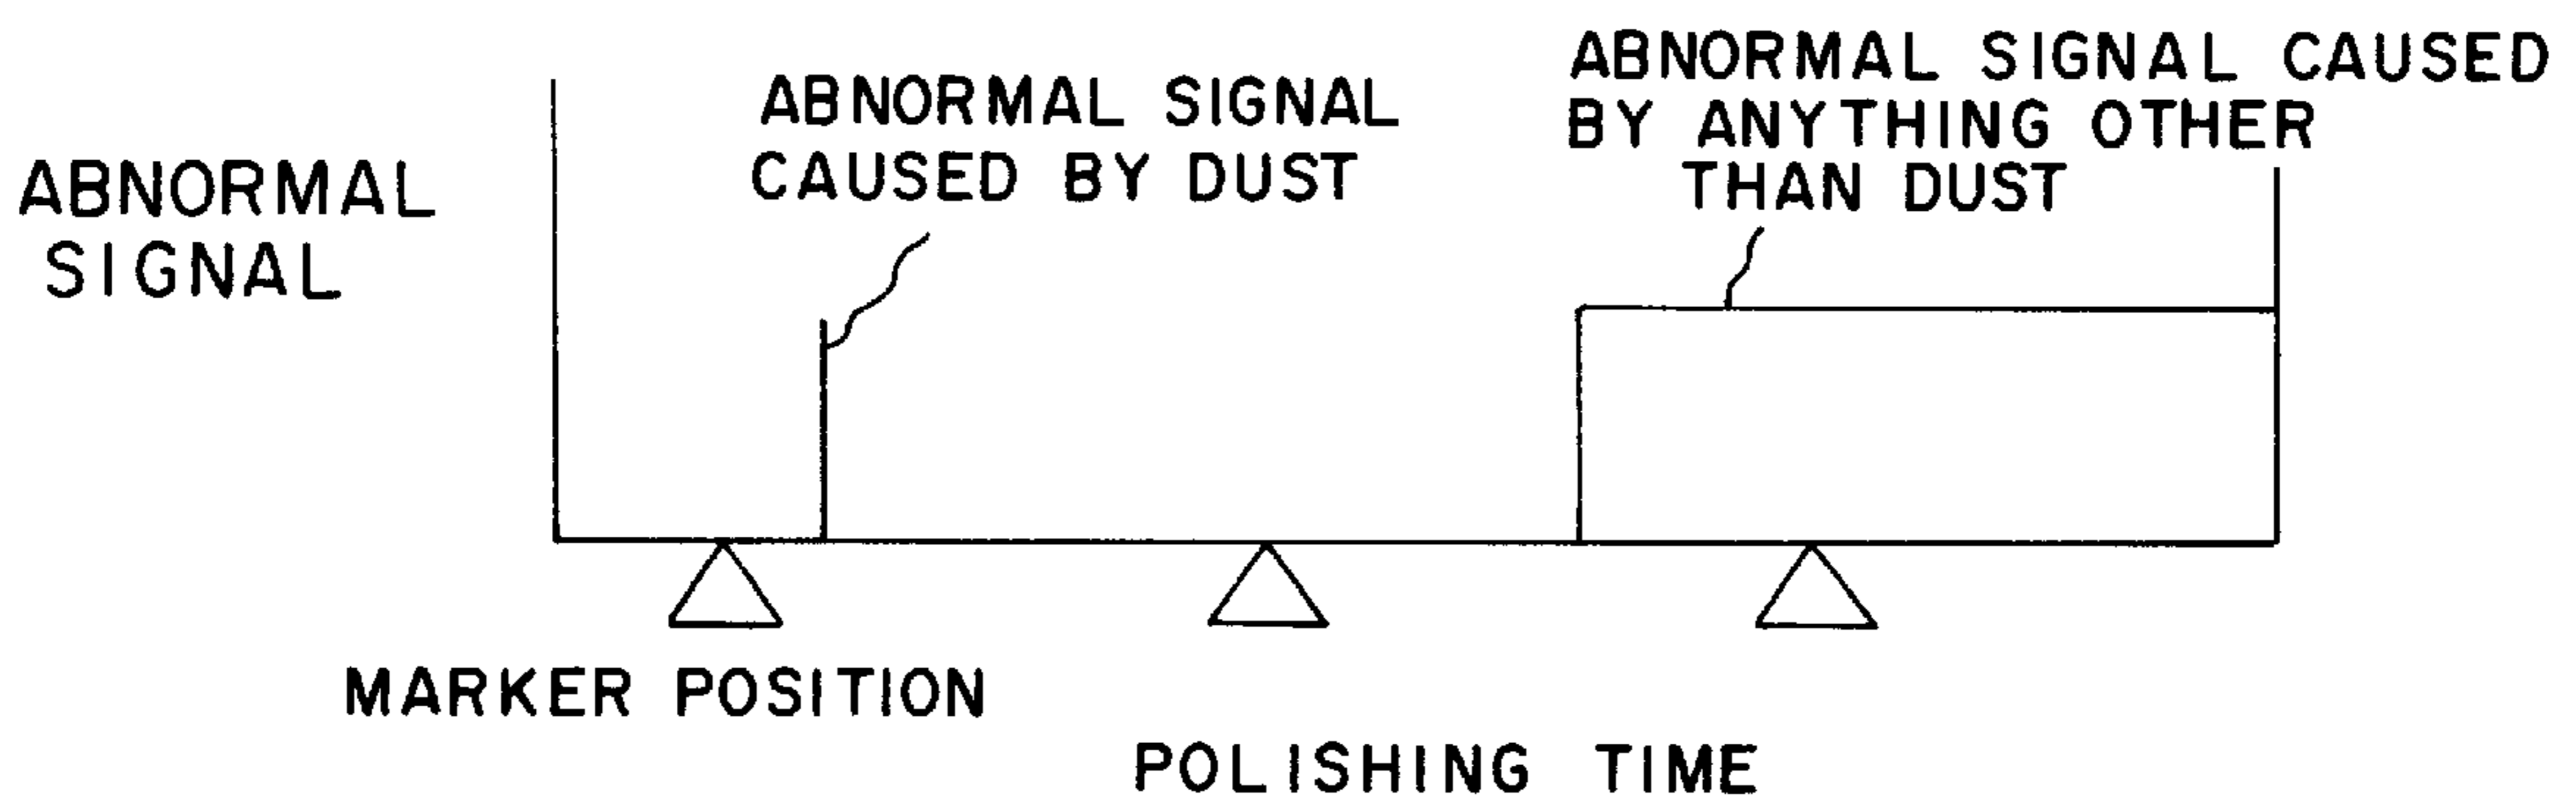 ABNORMAL
SIGNAL
ABNORMAL SIGNAL
CAUSED BY DUST
ABNORMAL SIGNAL CAUSED
BY ANYTHING OTHER
THAN DUST
MARKER POSITION
POLISHING TIME